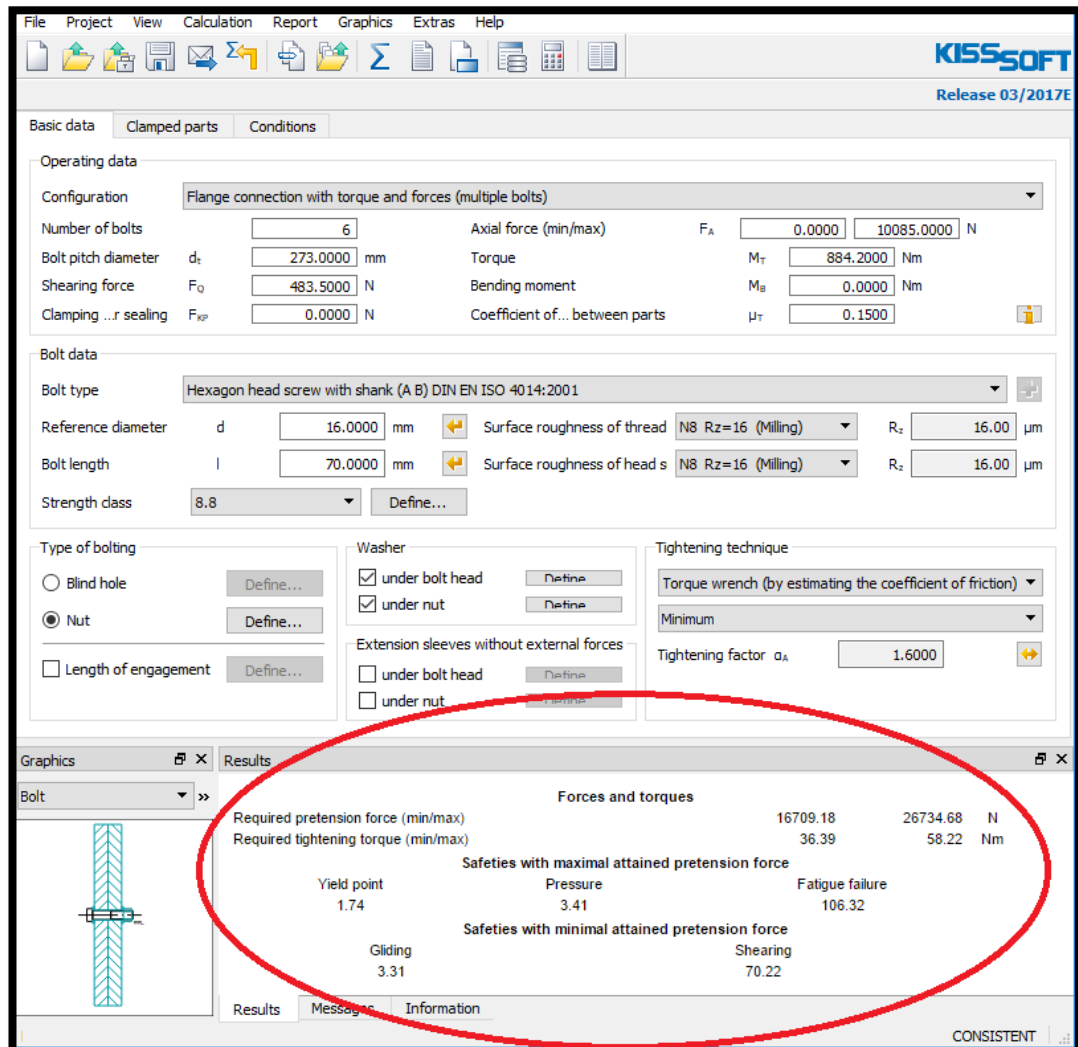 File Project View Calculation Report Graphics Extras Help
KISSSOFT
Release 03/2017E
Basic data Clamped parts Conditions
Operating data
Configuration Flange connection with torque and forces (multiple bolts)
Number of bolts 6 Axial force (min/max) FA 0.0000 10085.0000 N
Bolt pitch diameter dt 273.0000 mm Torque MT 884.2000 Nm
Shearing force FQ 483.5000 N Bending moment MB 0.0000 Nm
Clamping ...r sealing FKP 0.0000 N Coefficient of... between parts μT 0.1500
Bolt data
Bolt type Hexagon head screw with shank (A B) DIN EN ISO 4014:2001
Reference diameter d 16.0000 mm Surface roughness of thread N8 Rz=16 (Milling) Rz 16.00 μm
Bolt length l 70.0000 mm Surface roughness of head s N8 Rz=16 (Milling) Rz 16.00 μm
Strength class 8.8 Define...
Type of bolting Washer Tightening technique
Blind hole Define... under bolt head Define Torque wrench (by estimating the coefficient of friction)
Nut Define... under nut Define Minimum
Extension sleeves without external forces
Length of engagement Define... under bolt head Define Tightening factor αA 1.6000
under nut Define
Graphics Results
Bolt »
Forces and torques
Required pretension force (min/max) 16709.18 26734.68 N
Required tightening torque (min/max) 36.39 58.22 Nm
Safeties with maximal attained pretension force
Yield point Pressure Fatigue failure
1.74 3.41 106.32
Safeties with minimal attained pretension force
Gliding Shearing
3.31 70.22
Results Messages Information
CONSISTENT